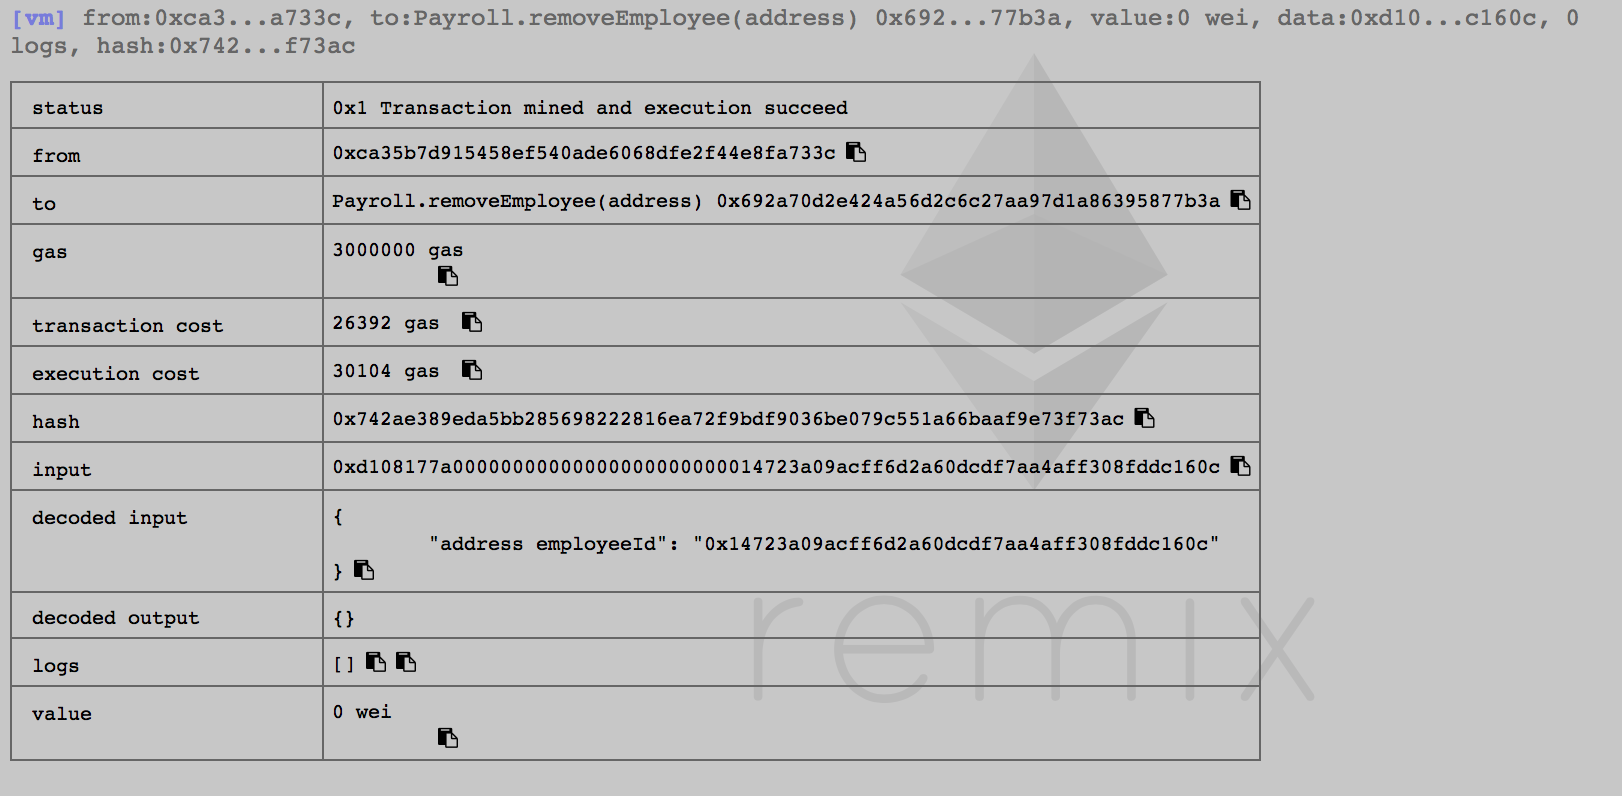 [vm] from:0xca3...a733c, to:Payroll.removeEmployee(address) 0x692...77b3a, value:0 wei, data:0xd10...c160c, 0
logs, hash:0x742...f73ac
status 0x1 Transaction mined and execution succeed
from 0xca35b7d915458ef540ade6068dfe2f44e8fa733c
to Payroll.removeEmployee(address) 0x692a70d2e424a56d2c6c27aa97d1a86395877b3a
gas 3000000 gas
transaction cost 26392 gas
execution cost 30104 gas
hash 0x742ae389eda5bb285698222816ea72f9bdf9036be079c551a66baaf9e73f73ac
input 0xd108177a00000000000000000000000014723a09acff6d2a60dcdf7aa4aff308fddc160c
decoded input {
"address employeeId": "0x14723a09acff6d2a60dcdf7aa4aff308fddc160c"
}
decoded output {}
logs []
value 0 wei
remix